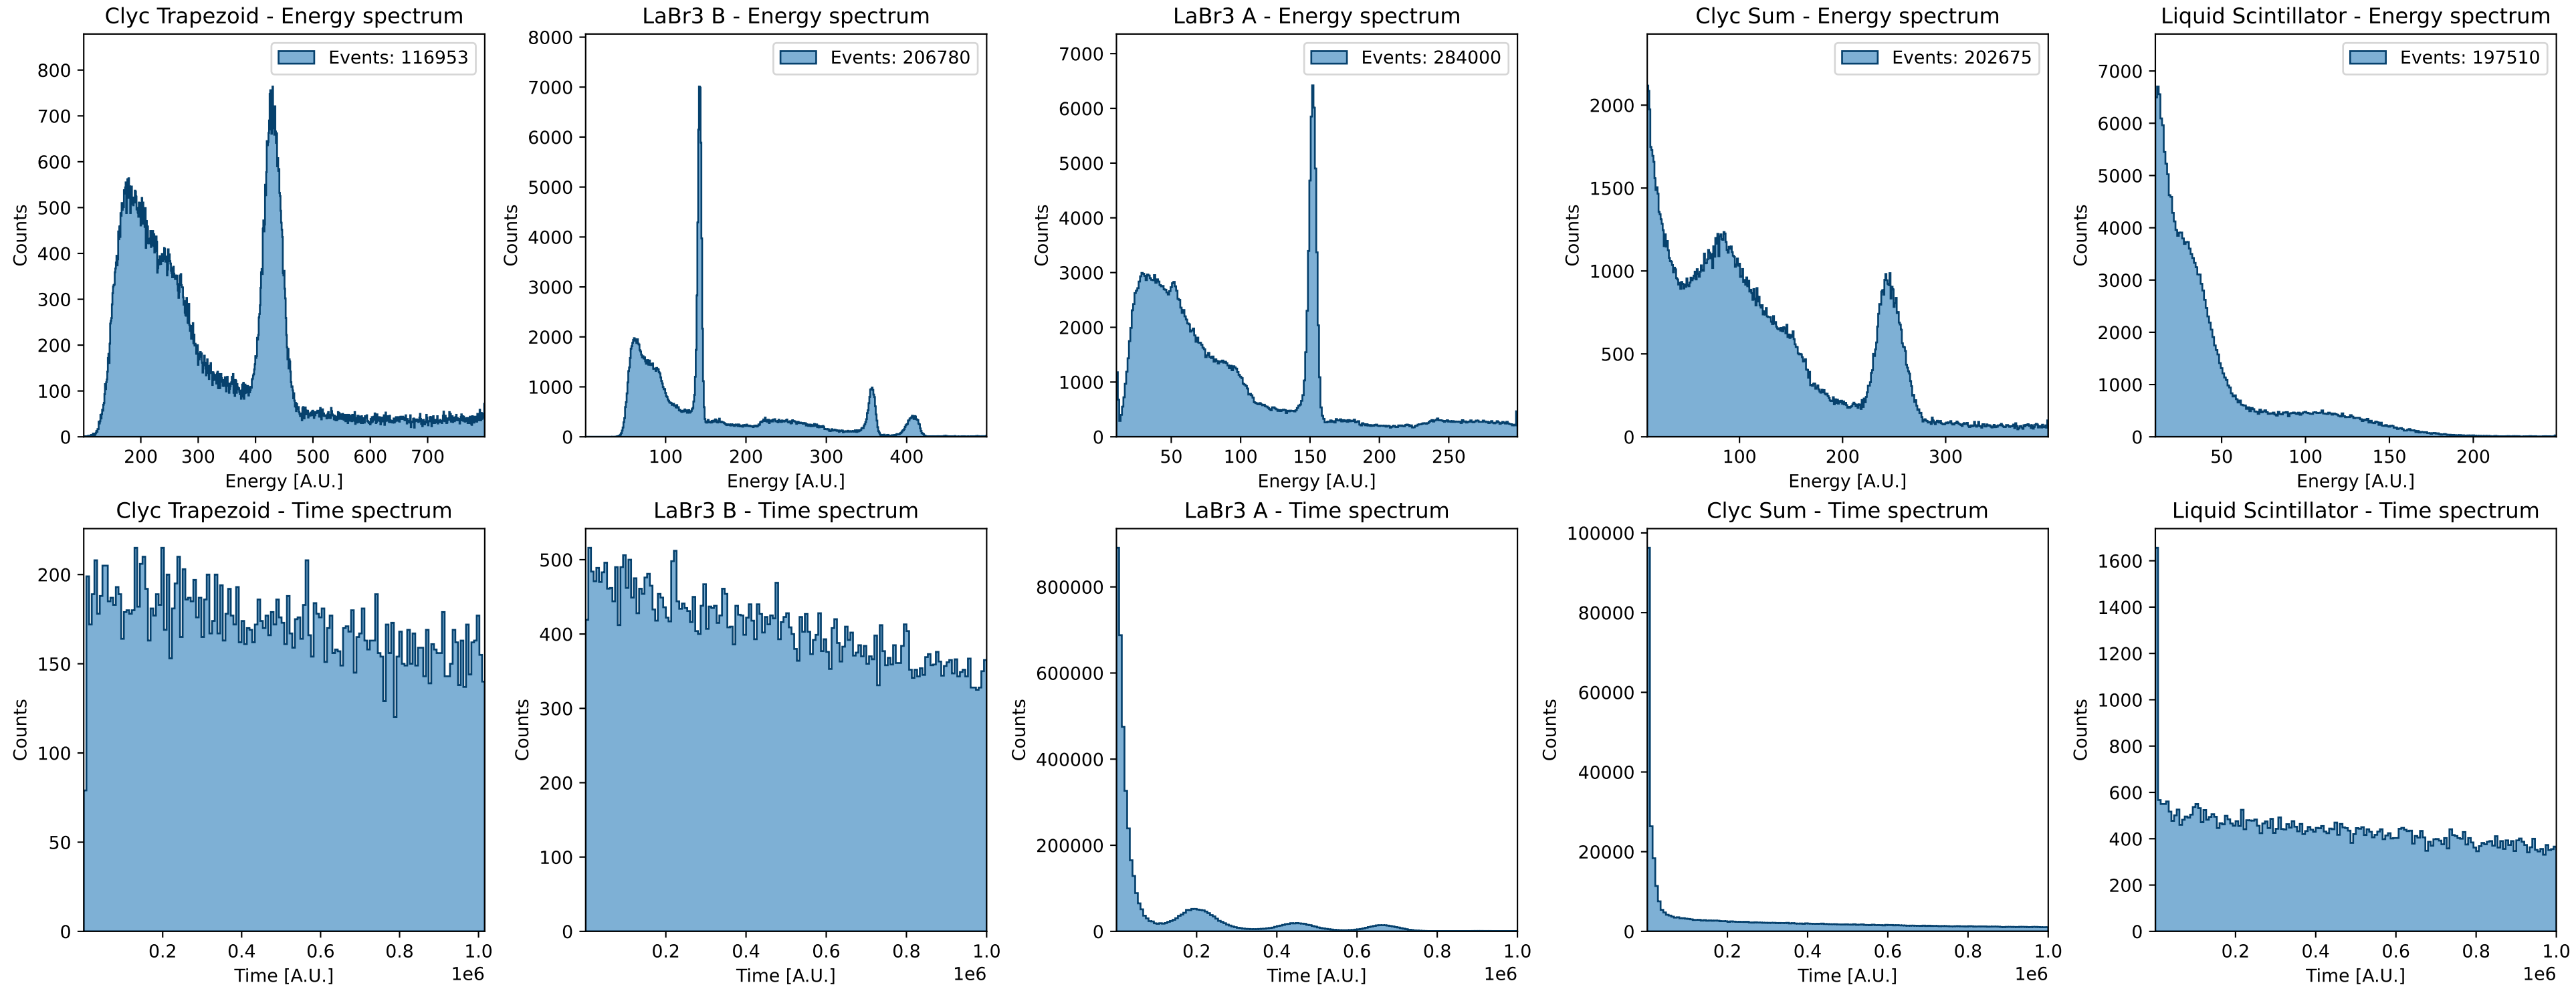 Clyc Trapezoid - Energy spectrum
Events: 116953
Counts
800
700
600
500
400
300
200
100
0
200 300 400 500 600 700
Energy [A.U.]
LaBr3 B - Energy spectrum
Events: 206780
Counts
8000
7000
6000
5000
4000
3000
2000
1000
0
100 200 300 400
Energy [A.U.]
LaBr3 A - Energy spectrum
Events: 284000
Counts
7000
6000
5000
4000
3000
2000
1000
0
50 100 150 200 250
Energy [A.U.]
Clyc Sum - Energy spectrum
Events: 202675
Counts
2000
1500
1000
500
0
100 200 300
Energy [A.U.]
Liquid Scintillator - Energy spectrum
Events: 197510
Counts
7000
6000
5000
4000
3000
2000
1000
0
50 100 150 200
Energy [A.U.]
Clyc Trapezoid - Time spectrum
Counts
200
150
100
50
0
0.2 0.4 0.6 0.8 1.0
Time [A.U.]
1e6
LaBr3 B - Time spectrum
Counts
500
400
300
200
100
0
0.2 0.4 0.6 0.8 1.0
Time [A.U.]
1e6
LaBr3 A - Time spectrum
Counts
800000
600000
400000
200000
0
0.2 0.4 0.6 0.8 1.0
Time [A.U.]
1e6
Clyc Sum - Time spectrum
Counts
100000
80000
60000
40000
20000
0
0.2 0.4 0.6 0.8 1.0
Time [A.U.]
1e6
Liquid Scintillator - Time spectrum
Counts
1600
1400
1200
1000
800
600
400
200
0
0.2 0.4 0.6 0.8 1.0
Time [A.U.]
1e6